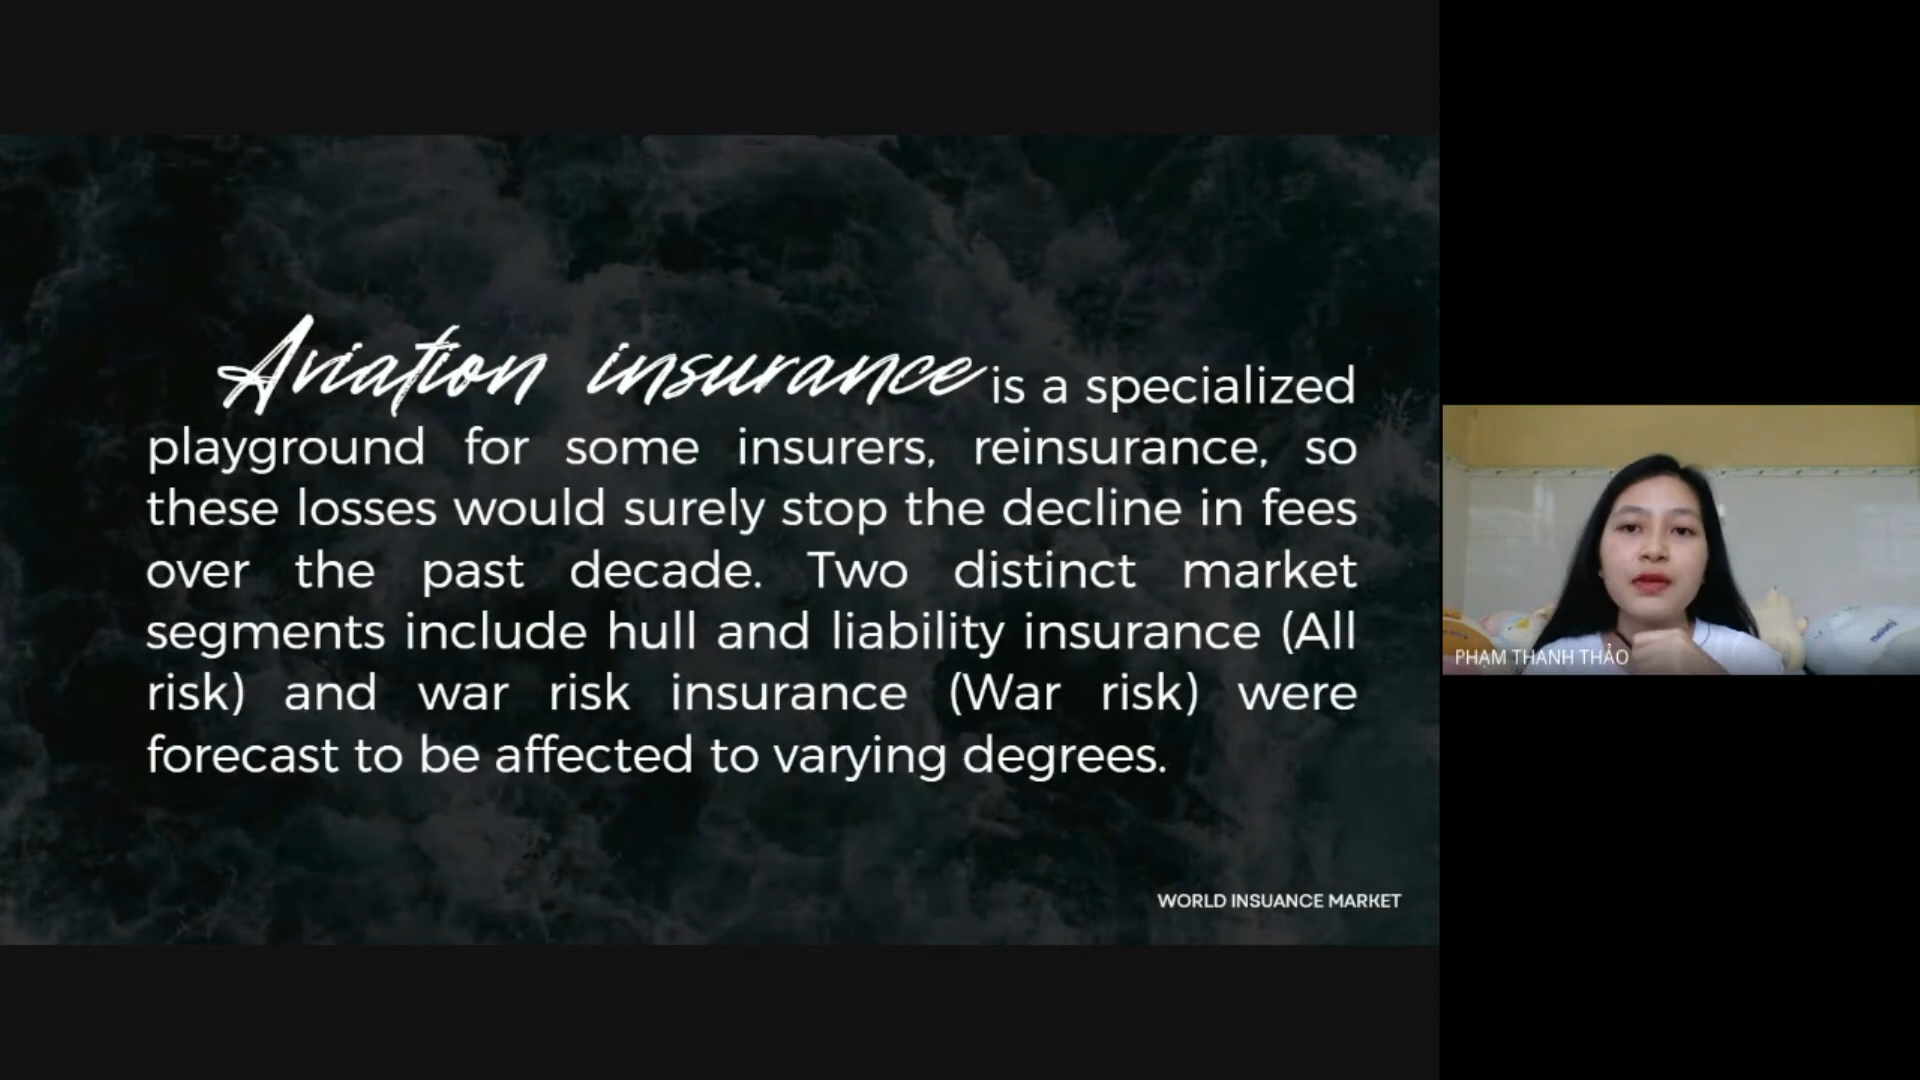 Aviation insurance is a specialized
playground for some insurers, reinsurance, so
these losses would surely stop the decline in fees
over the past decade. Two distinct market
segments include hull and liability insurance (All
risk) and war risk insurance (War risk) were
forecast to be affected to varying degrees.
WORLD INSUANCE MARKET
PHẠM THANH THẢO